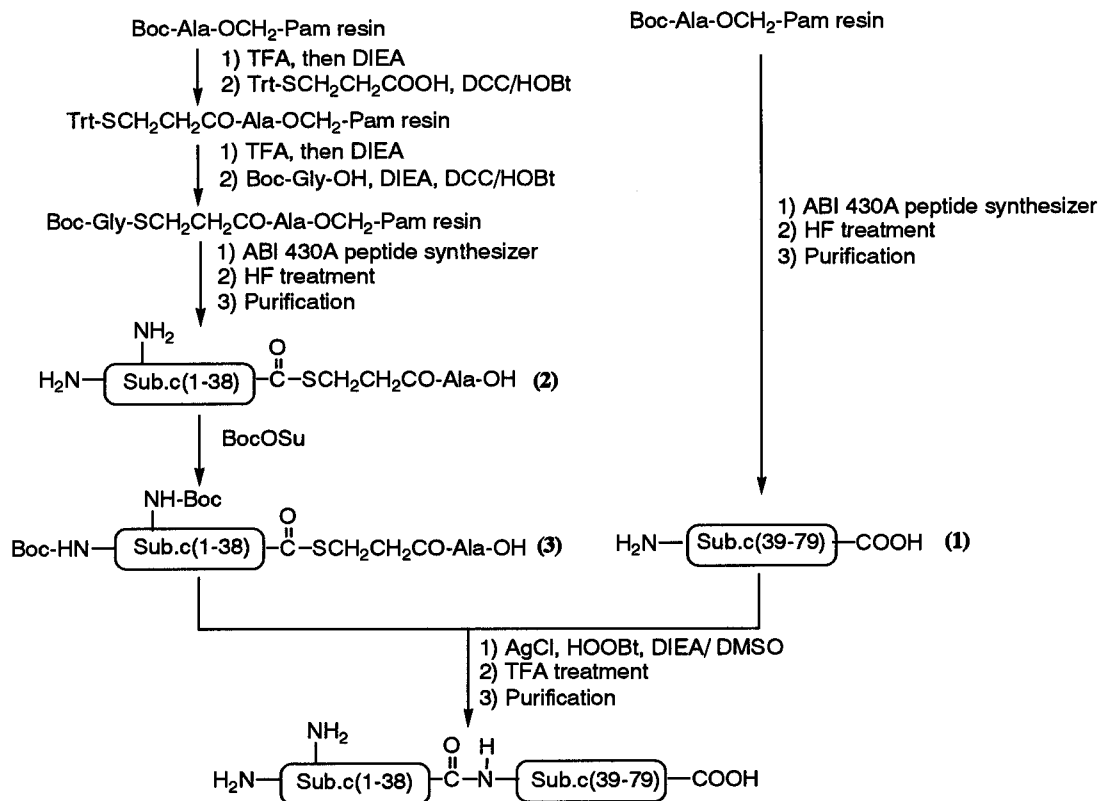 Boc-Ala-OCH2-Pam resin
1) TFA, then DIEA
2) Trt-SCH2CH2COOH, DCC/HOBt
Trt-SCH2CH2CO-Ala-OCH2-Pam resin
1) TFA, then DIEA
2) Boc-Gly-OH, DIEA, DCC/HOBt
Boc-Gly-SCH2CH2CO-Ala-OCH2-Pam resin
1) ABI 430A peptide synthesizer
2) HF treatment
3) Purification
NH2
O
H2N Sub.c(1-38) C-SCH2CH2CO-Ala-OH (2)
BocOSu
NH-Boc
O
Boc-HN Sub.c(1-38) C-SCH2CH2CO-Ala-OH (3)
Boc-Ala-OCH2-Pam resin
1) ABI 430A peptide synthesizer
2) HF treatment
3) Purification
H2N Sub.c(39-79) COOH (1)
1) AgCl, HOOBt, DIEA/ DMSO
2) TFA treatment
3) Purification
NH2
O H
H2N Sub.c(1-38) C-N Sub.c(39-79) COOH